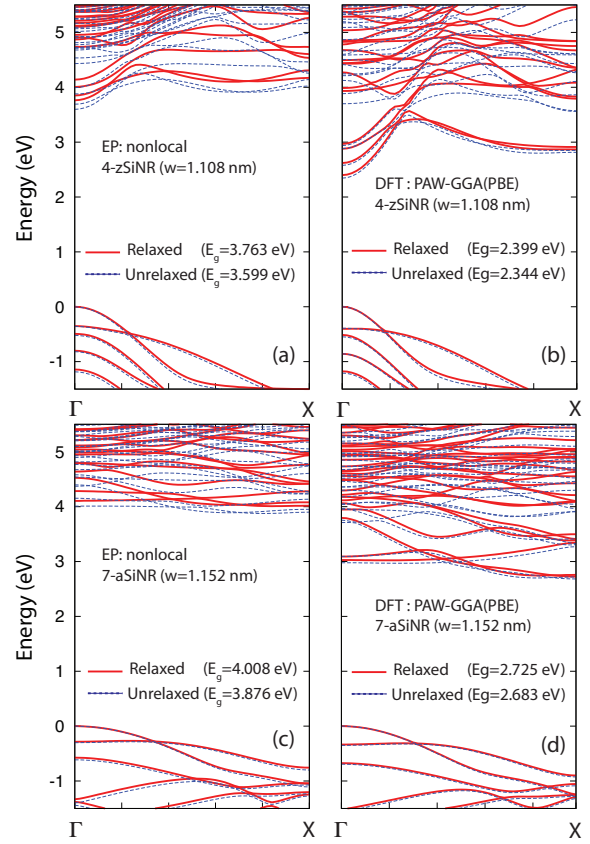 5
4
3
2
1
0
-1
Energy (eV)
EP: nonlocal
4-zSiNR (w=1.108 nm)
Relaxed (E_g=3.763 eV)
Unrelaxed (E_g=3.599 eV)
(a)
Γ
DFT : PAW-GGA(PBE)
4-zSiNR (w=1.108 nm)
Relaxed (Eg=2.399 eV)
Unrelaxed (Eg=2.344 eV)
(b)
X
5
4
3
2
1
0
-1
Energy (eV)
EP: nonlocal
7-aSiNR (w=1.152 nm)
Relaxed (E_g=4.008 eV)
Unrelaxed (E_g=3.876 eV)
(c)
Γ
X
DFT : PAW-GGA(PBE)
7-aSiNR (w=1.152 nm)
Relaxed (Eg=2.725 eV)
Unrelaxed (Eg=2.683 eV)
(d)
Γ
X